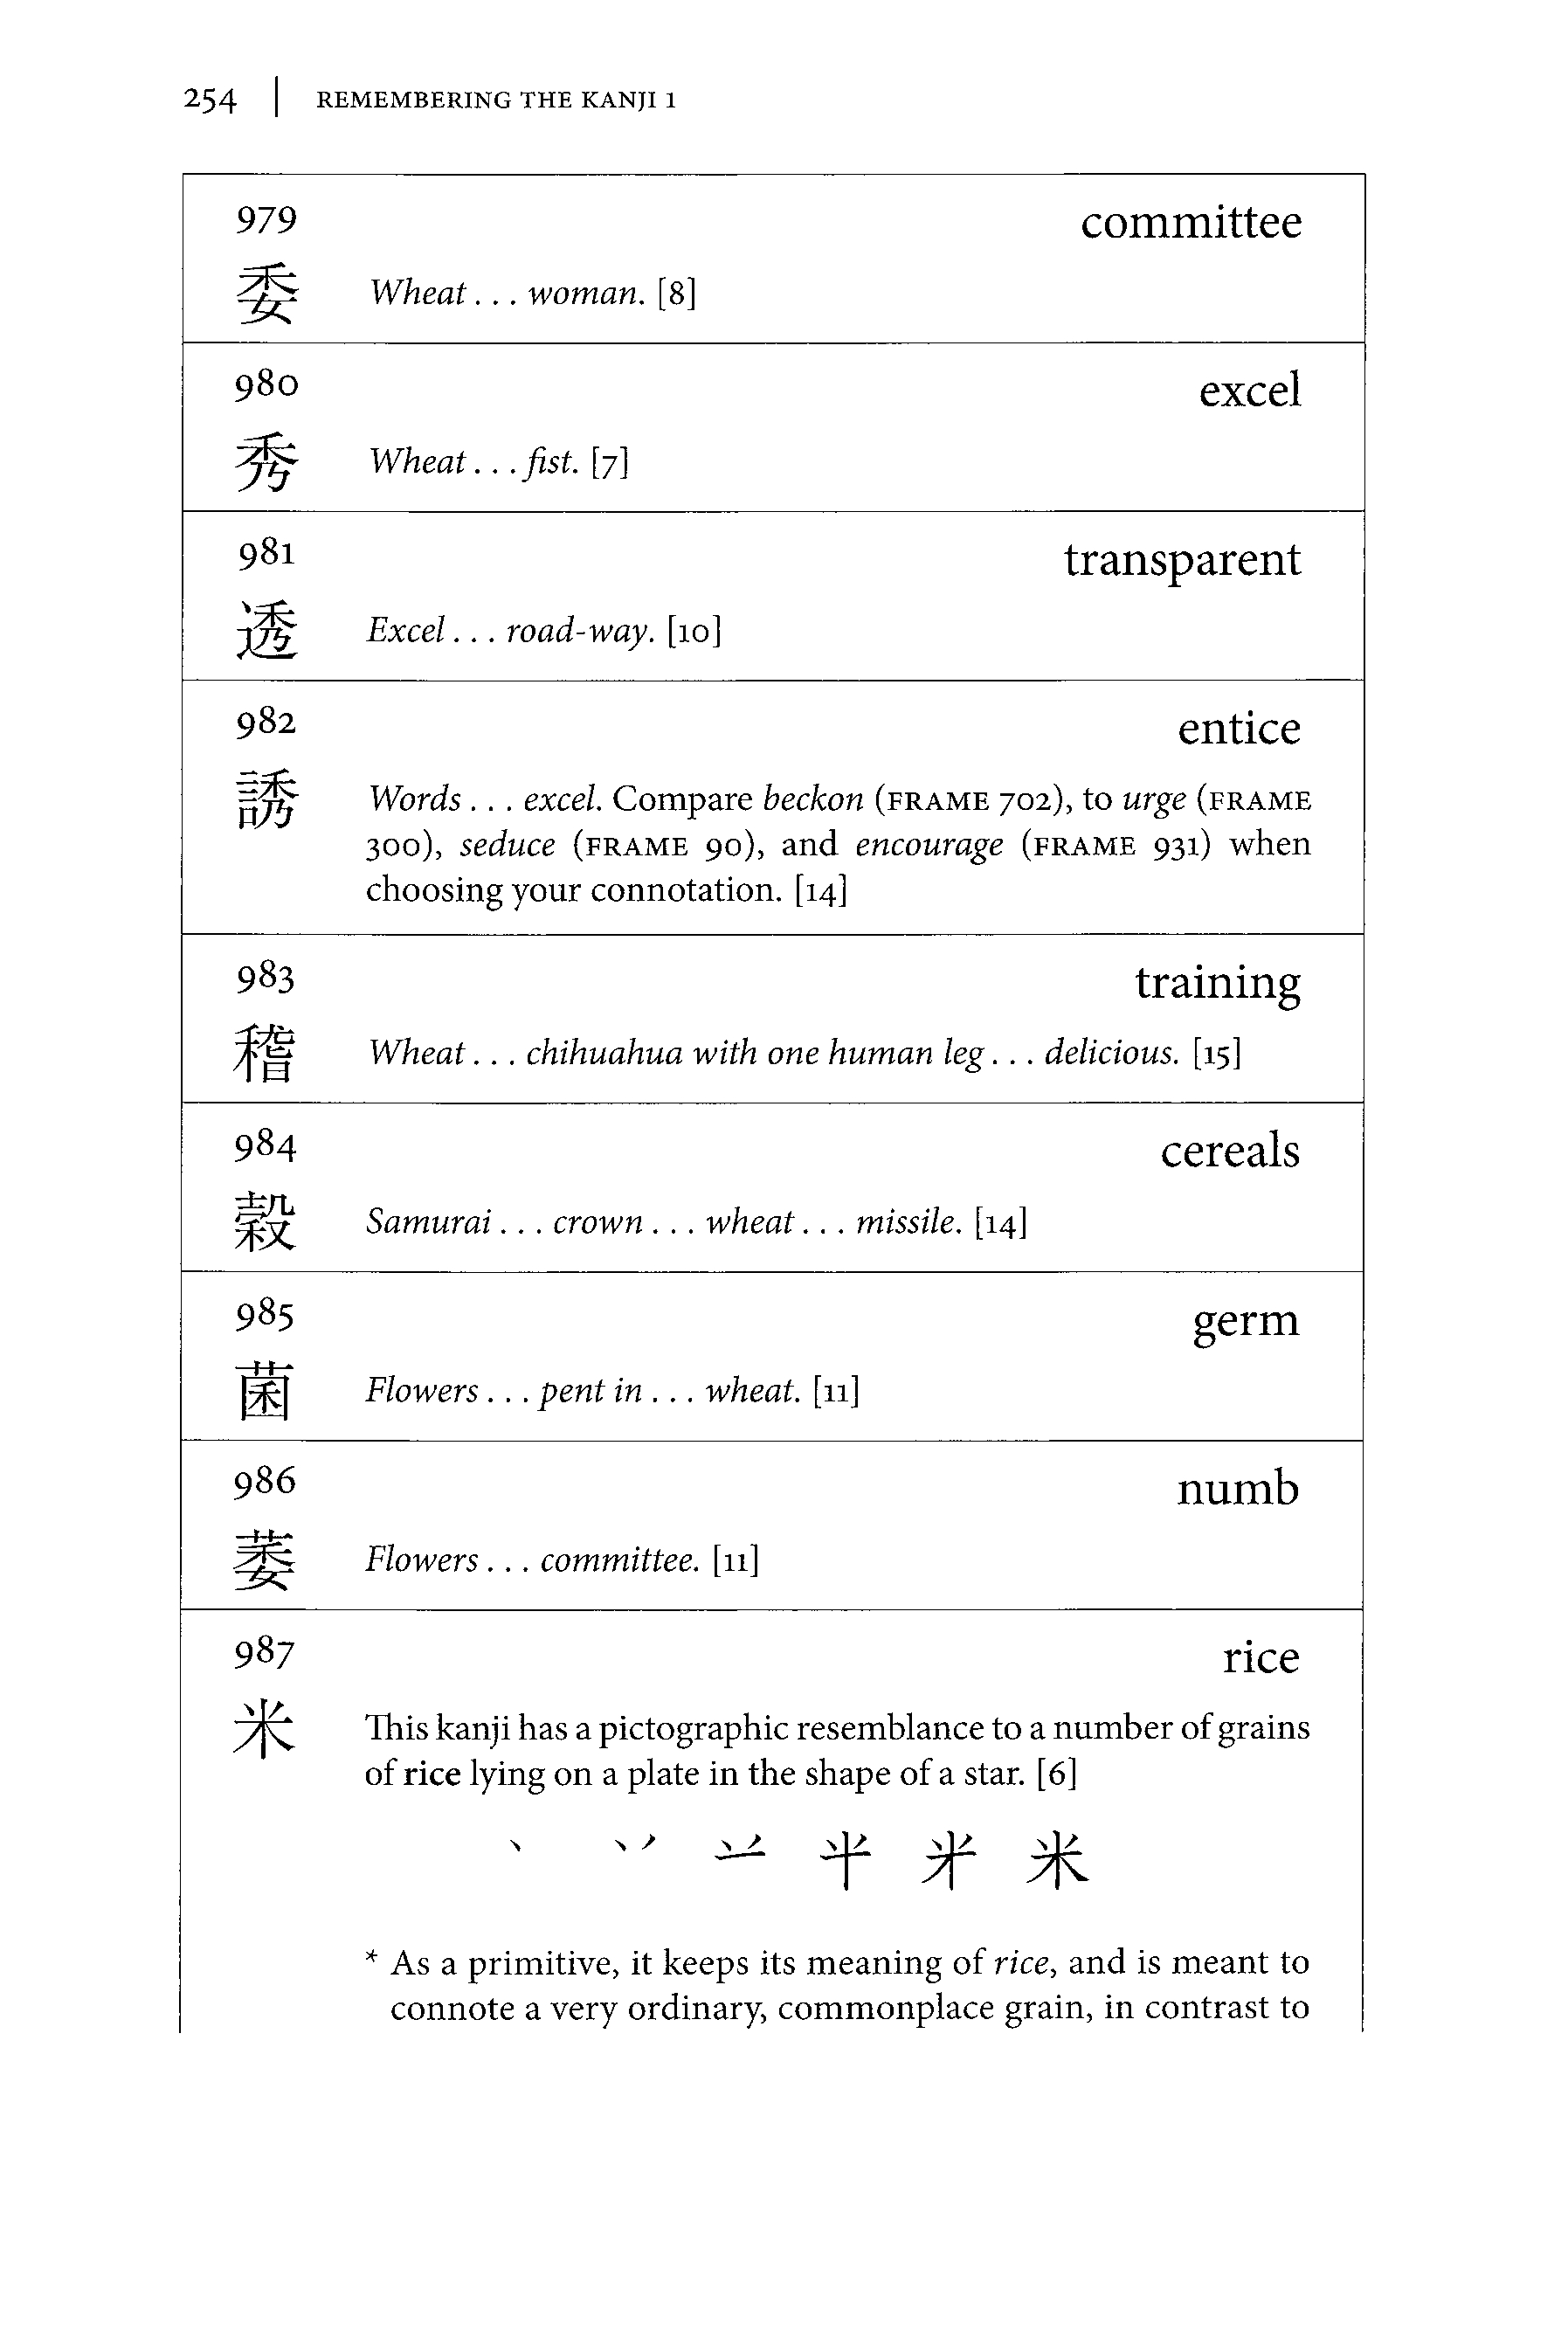 254 | REMEMBERING THE KANJI 1
979 committee
委 Wheat . . . woman. [8]
980 excel
秀 Wheat . . . fist. [7]
981 transparent
透 Excel . . . road-way. [10]
982 entice
誘 Words . . . excel. Compare beckon (FRAME 702), to urge (FRAME
300), seduce (FRAME 90), and encourage (FRAME 931) when
choosing your connotation. [14]
983 training
稽 Wheat . . . chihuahua with one human leg . . . delicious. [15]
984 cereals
穀 Samurai . . . crown . . . wheat . . . missile. [14]
985 germ
菌 Flowers . . . pent in . . . wheat. [11]
986 numb
萎 Flowers . . . committee. [11]
987 rice
米 This kanji has a pictographic resemblance to a number of grains
of rice lying on a plate in the shape of a star. [6]
米
* As a primitive, it keeps its meaning of rice, and is meant to
connote a very ordinary, commonplace grain, in contrast to